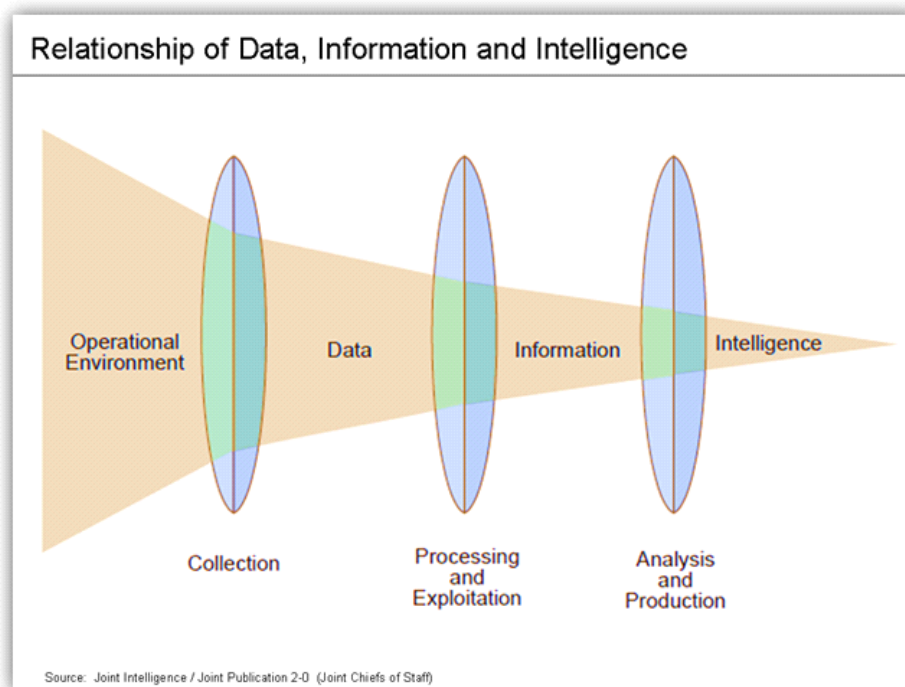 Relationship of Data, Information and Intelligence
Operational
Environment
Data
Information
Intelligence
Collection
Processing
and
Exploitation
Analysis
and
Production
Source: Joint Intelligence / Joint Publication 2-0 (Joint Chiefs of Staff)